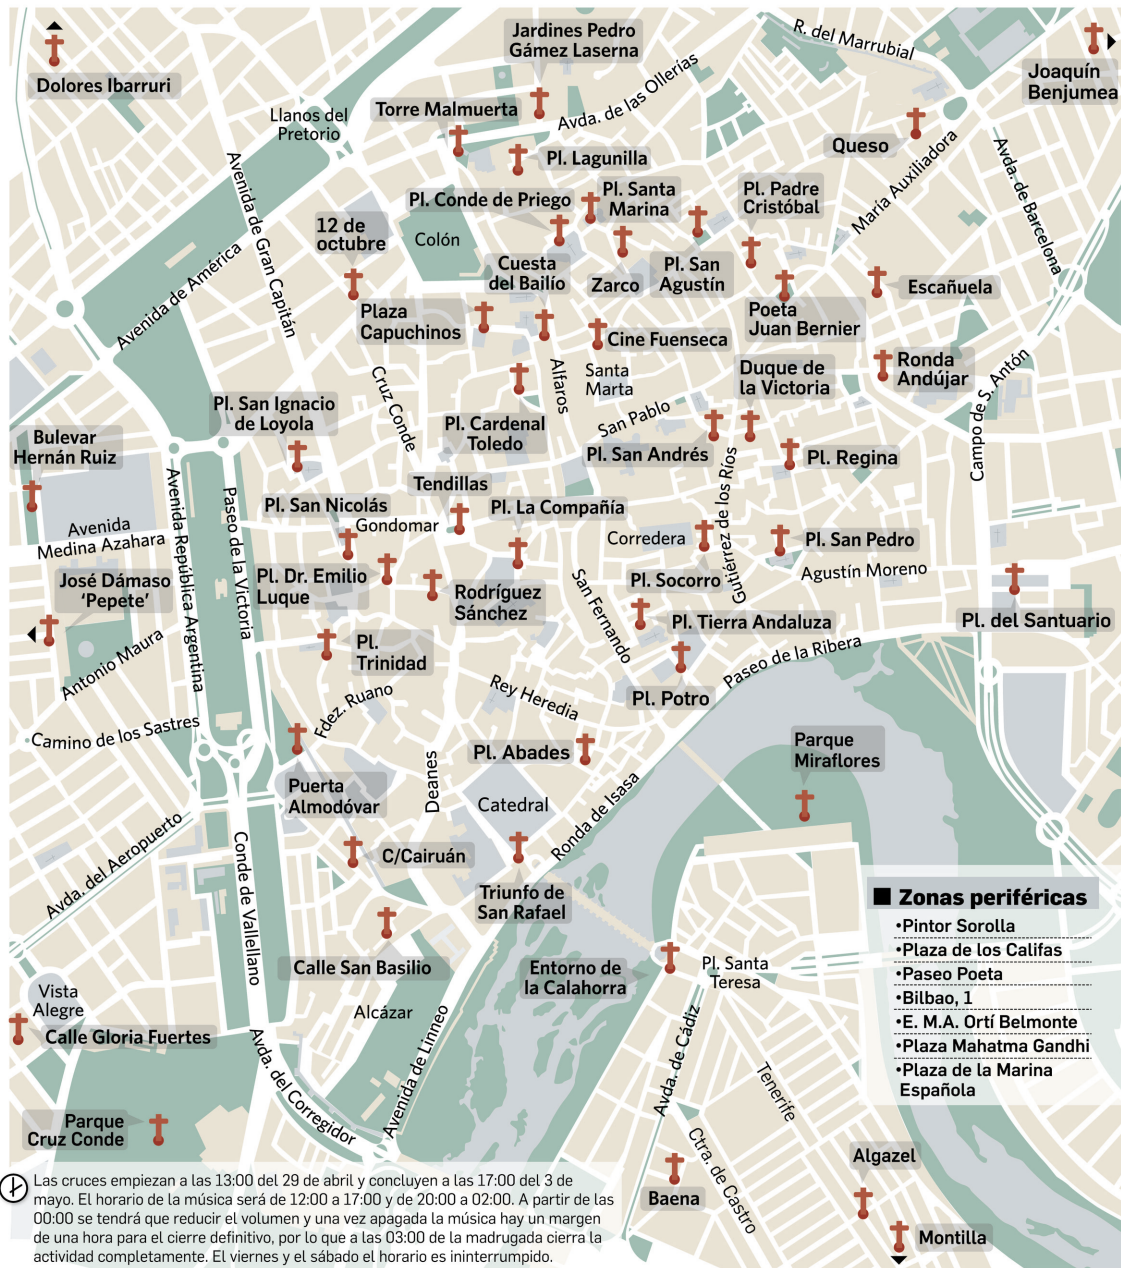 Jardines Pedro
Gámez Laserna
R. del Marrubial
Dolores Ibarruri
Joaquín
Benjumea
Llanos del
Pretorio
Torre Malmuerta
Avda. de las Ollerías
Queso
Pl. Lagunilla
Avenida de Gran Capitán
María Auxiliadora
Avda. de Barcelona
Pl. Conde de Priego
Pl. Santa
Marina
Pl. Padre
Cristóbal
12 de
octubre
Colón
Avenida de América
Cuesta
del Bailío
Zarco
Pl. San
Agustín
Escañuela
Plaza
Capuchinos
Poeta
Juan Bernier
Cine Fuenseca
Alfaros
Santa
Marta
Duque de
la Victoria
Ronda
Andújar
Cruz Conde
Campo de S. Antón
Pl. San Ignacio
de Loyola
San Pablo
Pl. Cardenal
Toledo
Bulevar
Hernán Ruiz
Pl. San Andrés
Pl. Regina
Tendillas
Avenida República Argentina
Paseo de la Victoria
Pl. San Nicolás
Gondomar
Pl. La Compañía
Gutiérrez de los Ríos
Avenida
Medina Azahara
Corredera
Pl. San Pedro
José Dámaso
'Pepete'
Pl. Dr. Emilio
Luque
Rodríguez
Sánchez
San Fernando
Pl. Socorro
Agustín Moreno
Pl. del Santuario
Pl. Tierra Andaluza
Antonio Maura
Pl.
Trinidad
Paseo de la Ribera
Fdez. Ruano
Rey Heredia
Pl. Potro
Camino de los Sastres
Pl. Abades
Parque
Miraflores
Puerta
Almodóvar
Deanes
Catedral
Ronda de Isasa
Avda. del Aeropuerto
Conde de Vallellano
C/Cairuán
Triunfo de
San Rafael
Calle San Basilio
Entorno de
la Calahorra
Pl. Santa
Teresa
Vista
Alegre
Alcázar
Calle Gloria Fuertes
Avda. del Corregidor
Avenida de Linneo
Avda. de Cádiz
Tenerife
Parque
Cruz Conde
Ctra. de Castro
Algazel
Baena
Montilla
Zonas periféricas
•Pintor Sorolla
•Plaza de los Califas
•Paseo Poeta
•Bilbao, 1
•E. M.A. Ortí Belmonte
•Plaza Mahatma Gandhi
•Plaza de la Marina
Española
Las cruces empiezan a las 13:00 del 29 de abril y concluyen a las 17:00 del 3 de
mayo. El horario de la música será de 12:00 a 17:00 y de 20:00 a 02:00. A partir de las
00:00 se tendrá que reducir el volumen y una vez apagada la música hay un margen
de una hora para el cierre definitivo, por lo que a las 03:00 de la madrugada cierra la
actividad completamente. El viernes y el sábado el horario es ininterrumpido.